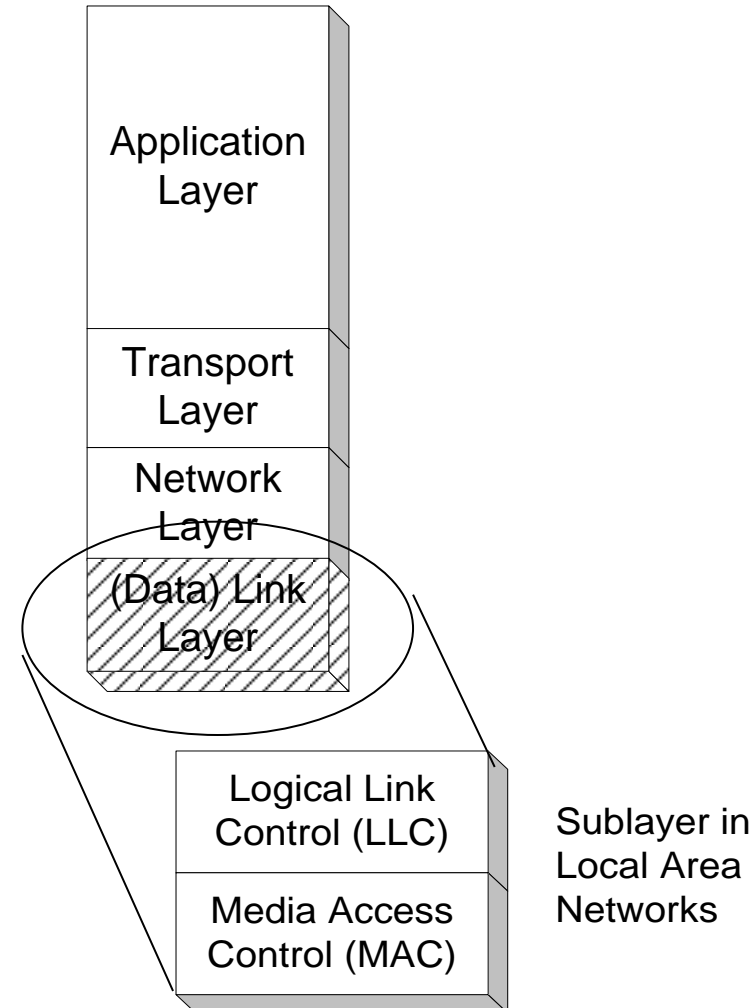 Application
Layer
Transport
Layer
Network
Layer
(Data) Link
Layer
Logical Link
Control (LLC)
Media Access
Control (MAC)
Sublayer in
Local Area
Networks